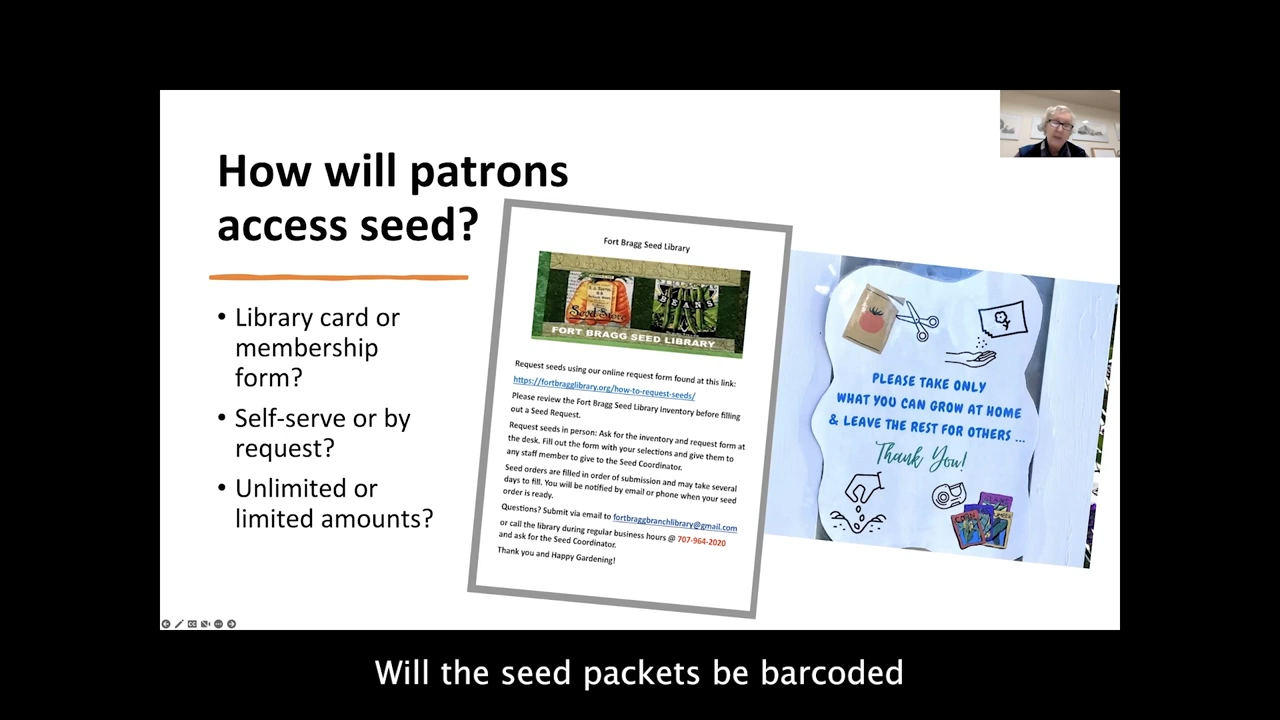 How will patrons
access seed?
• Library card or
membership
form?
• Self-serve or by
request?
• Unlimited or
limited amounts?
Fort Bragg Seed Library
Seed Store
BEANS
FORT BRAGG SEED LIBRARY
Request seeds using our online request form found at this link:
https://fortbragglibrary.org/how-to-request-seeds/
Please review the Fort Bragg Seed Library inventory before filling
out a Seed Request.
Request seeds in person: Ask for the inventory and request form at
the desk. Fill out the form with your selections and give them to
any staff member to give to the Seed Coordinator.
Seed orders are filled in order of submission and may take several
days to fill. You will be notified by email or phone when your seed
order is ready.
Questions? Submit via email to fortbraggbranchlibrary@gmail.com
or call the library during regular business hours @ 707-964-2020
and ask for the Seed Coordinator.
Thank you and Happy Gardening!
PLEASE TAKE ONLY
WHAT YOU CAN GROW AT HOME
& LEAVE THE REST FOR OTHERS ...
Thank You!
CORN
Will the seed packets be barcoded